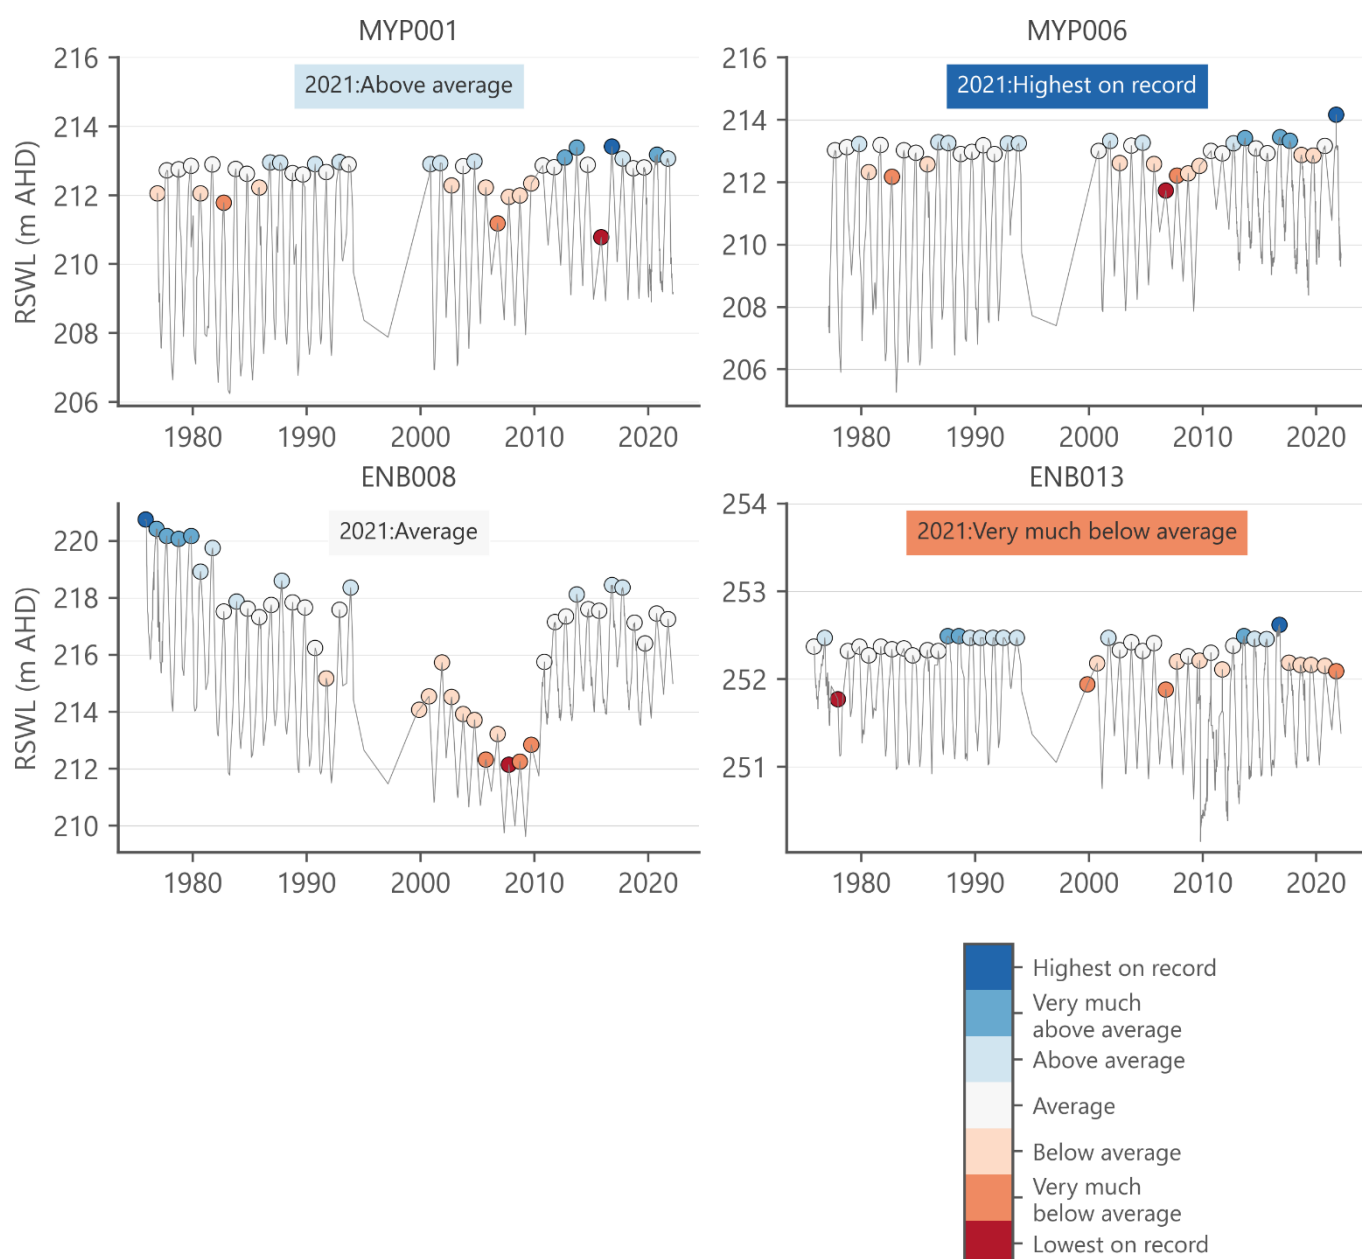 MYP001
2021:Above average
RSWL (m AHD)
216
214
212
210
208
206
1980
1990
2000
2010
2020
MYP006
2021:Highest on record
216
214
212
210
208
206
1980
1990
2000
2010
2020
ENB008
2021:Average
RSWL (m AHD)
220
218
216
214
212
210
1980
1990
2000
2010
2020
ENB013
2021:Very much below average
254
253
252
251
1980
1990
2000
2010
2020
Highest on record
Very much
above average
Above average
Average
Below average
Very much
below average
Lowest on record